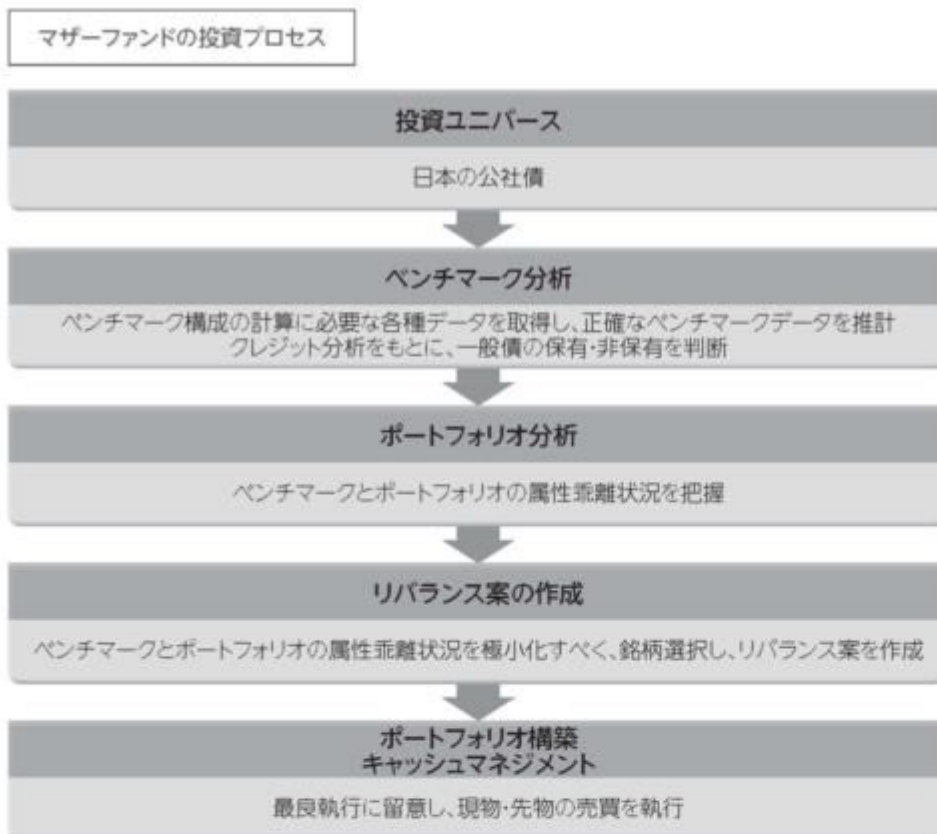 マザーファンドの投資プロセス
投資ユニバース
日本の公社債
ベンチマーク分析
ベンチマーク構成の計算に必要な各種データを取得し、正確なベンチマークデータを推計
クレジット分析をもとに、一般債の保有・非保有を判断
ポートフォリオ分析
ベンチマークとポートフォリオの属性乖離状況を把握
リバランス案の作成
ベンチマークとポートフォリオの属性乖離状況を極小化すべく、銘柄選択し、リバランス案を作成
ポートフォリオ構築
キャッシュマネジメント
最良執行に留意し、現物・先物の売買を執行